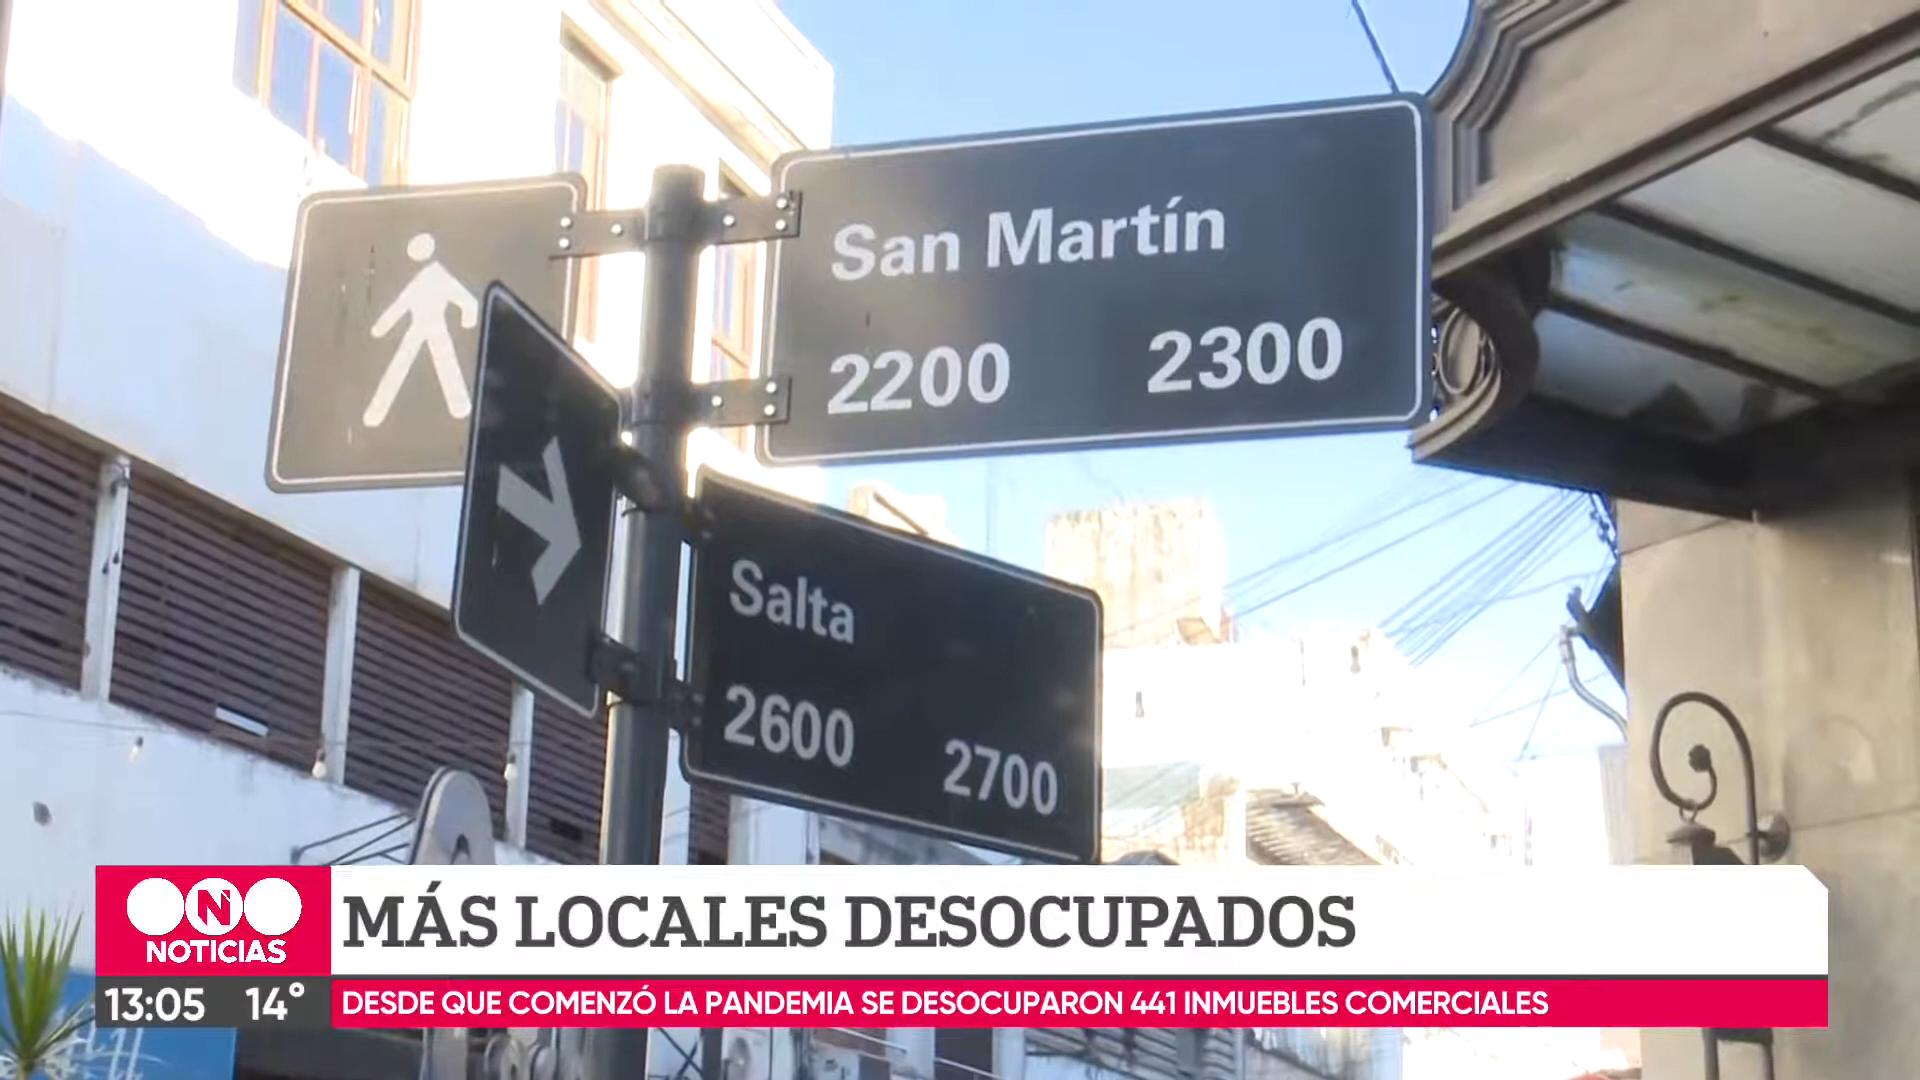 San Martín
2200 2300
Salta
2600 2700
N
NOTICIAS
MÁS LOCALES DESOCUPADOS
13:05 14°
DESDE QUE COMENZÓ LA PANDEMIA SE DESOCUPARON 441 INMUEBLES COMERCIALES